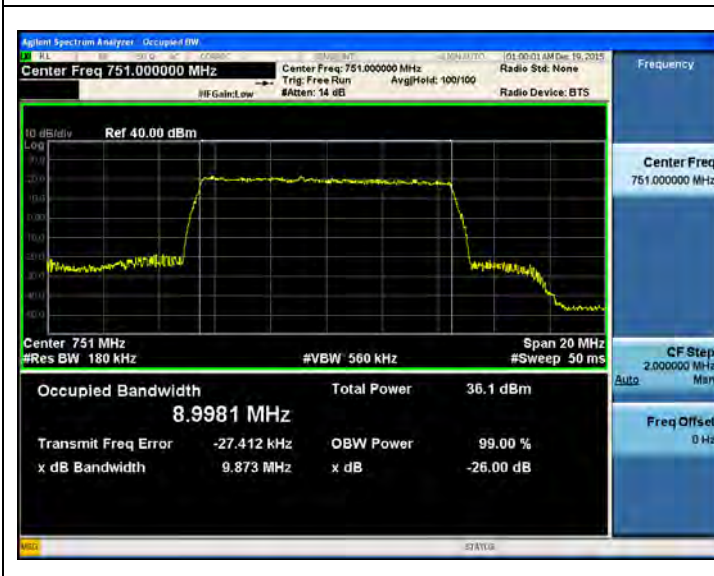 Agilent Spectrum Analyzer Occupied BW
RL
Center Freq 751.000000 MHz
#IFGain:Low
Center Freq: 751.000000 MHz
Trig: Free Run Avg|Hold: 100/100
#Atten: 14 dB
01:00:01 AM Dec 19, 2015
Radio Std: None
Radio Device: BTS
10 dB/div Ref 40.00 dBm
Log
Center 751 MHz
Span 20 MHz
#Res BW 180 kHz
#VBW 560 kHz
#Sweep 50 ms
Occupied Bandwidth
8.9981 MHz
Total Power 36.1 dBm
Transmit Freq Error -27.412 kHz
OBW Power 99.00 %
x dB Bandwidth 9.873 MHz
x dB -26.00 dB
MSG
STATUS
Frequency
Center Freq
751.000000 MHz
CF Step
2.000000 MHz
Auto Man
Freq Offset
0 Hz